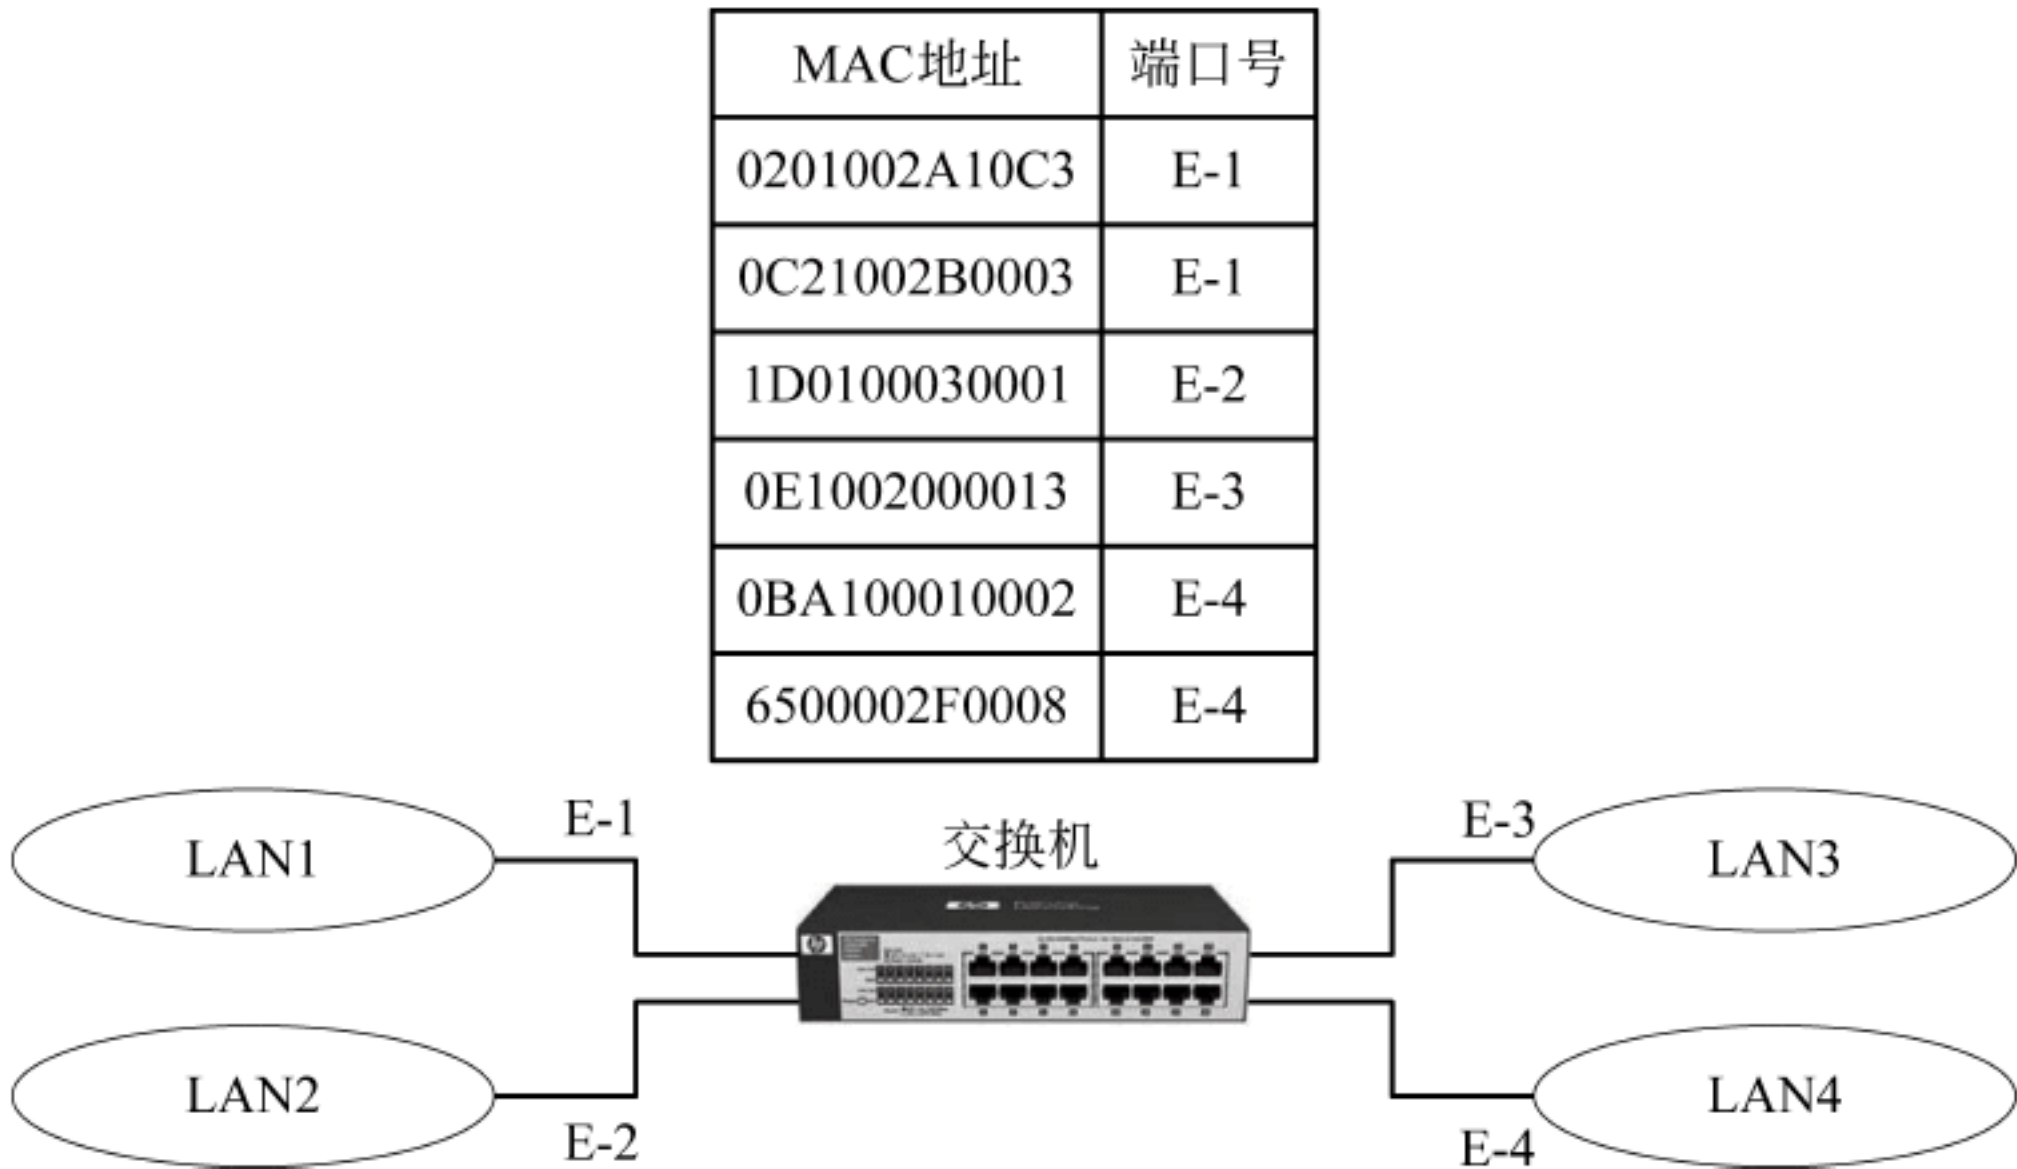 MAC地址 端口号
0201002A10C3 E-1
0C21002B0003 E-1
1D0100030001 E-2
0E1002000013 E-3
0BA100010002 E-4
6500002F0008 E-4
E-1 交换机 E-3
LAN1 LAN3
hp
LAN2 LAN4
E-2 E-4